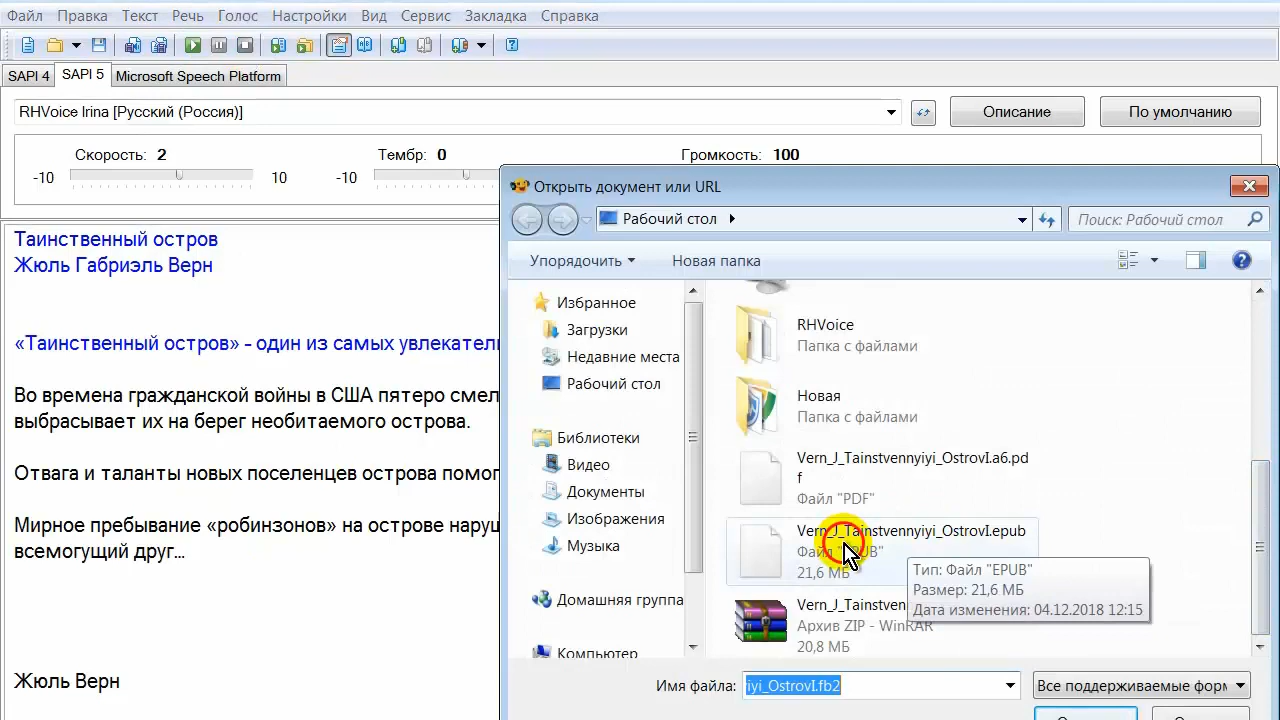 Файл Правка Текст Речь Голос Настройки Вид Сервис Закладка Справка
SAPI 4 SAPI 5 Microsoft Speech Platform
RHVoice Irina [Русский (Россия)] Описание По умолчанию
Скорость: 2 Тембр: 0 Громкость: 100
-10 10 -10
Открыть документ или URL
Рабочий стол Поиск: Рабочий стол
Упорядочить Новая папка
Таинственный остров
Жюль Габриэль Верн
«Таинственный остров» - один из самых
Во времена гражданской войны в США пятеро
выбрасывает их на берег необитаемого острова.
Отвага и таланты новых поселенцев острова
Мирное пребывание «робинзонов» на острове
всемогущий друг...
Жюль Верн
Избранное
Загрузки
Недавние места
Рабочий стол
Библиотеки
Видео
Документы
Изображения
Музыка
Домашняя группа
Компьютер
RHVoice
Папка с файлами
Новая
Папка с файлами
Vern_J_Tainstvennyiyi_OstrovI.a6.pd
f
Файл "PDF"
Vern_J_Tainstvennyiyi_OstrovI.epub
Файл "EPUB"
21,6 МБ
Тип: Файл "EPUB"
Размер: 21,6 МБ
Дата изменения: 04.12.2018 12:15
Архив ZIP - WinRAR
20,8 МБ
Имя файла: iyi_OstrovI.fb2 Все поддерживаемые